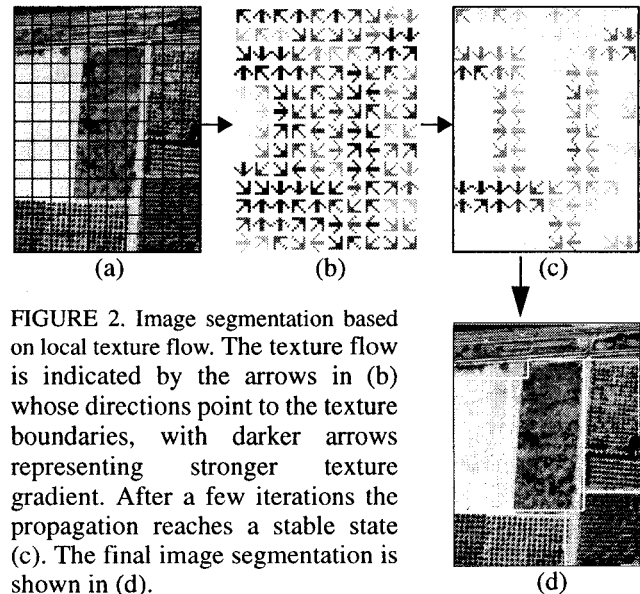 (a)
(b)
(c)
FIGURE 2. Image segmentation based
on local texture flow. The texture flow
is indicated by the arrows in (b)
whose directions point to the texture
boundaries, with darker arrows
representing stronger texture
gradient. After a few iterations the
propagation reaches a stable state
(c). The final image segmentation is
shown in (d).
(d)